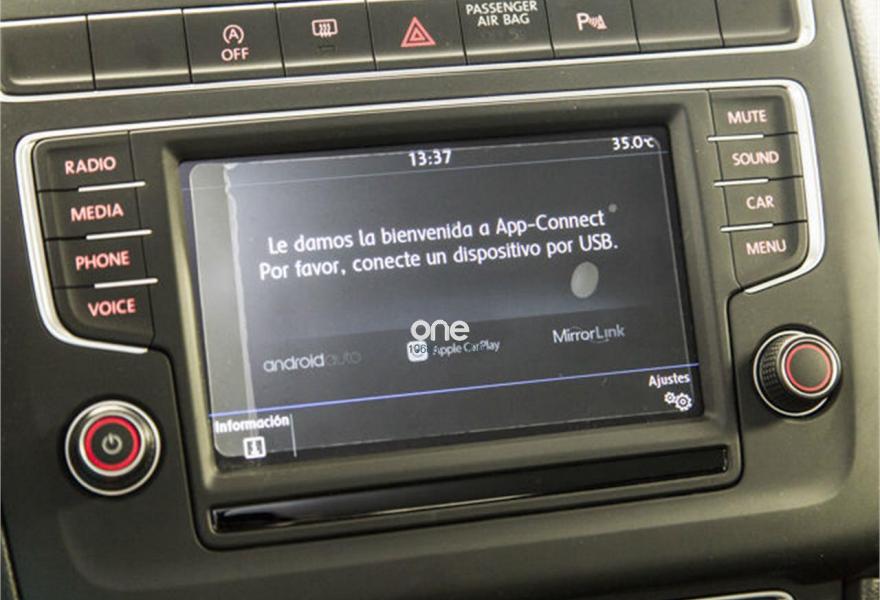 OFF
PASSENGER
AIR BAG
P
RADIO
MEDIA
PHONE
VOICE
13:37
35.0℃
Le damos la bienvenida a App-Connect
Por favor, conecte un dispositivo por USB.
one
androidauto
Apple CarPlay
MirrorLink
Ajustes
Información
MUTE
SOUND
CAR
MENU